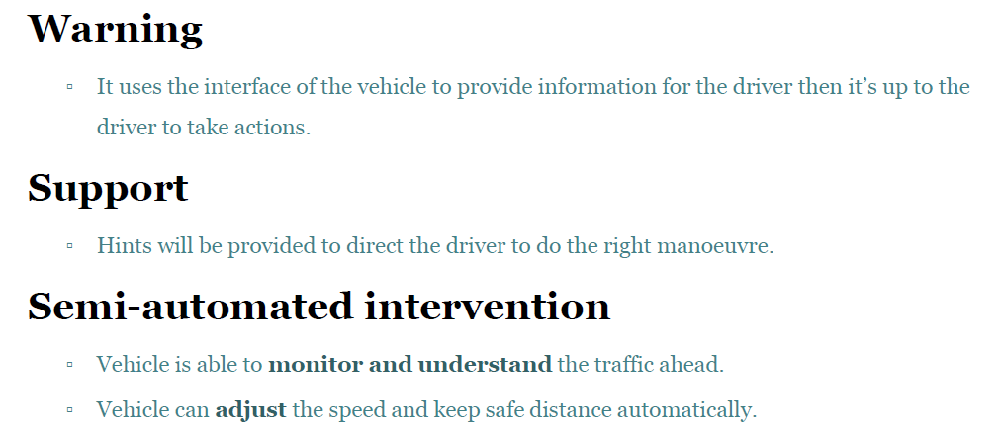 Warning
▫ It uses the interface of the vehicle to provide information for the driver then it’s up to the
driver to take actions.
Support
▫ Hints will be provided to direct the driver to do the right manoeuvre.
Semi-automated intervention
▫ Vehicle is able to monitor and understand the traffic ahead.
▫ Vehicle can adjust the speed and keep safe distance automatically.